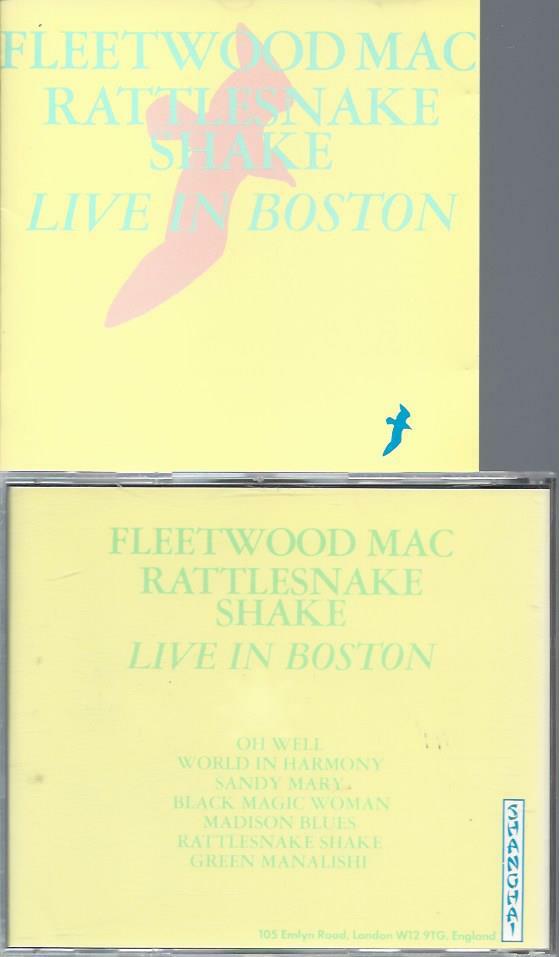 FLEETWOOD MAC
RATTLESNAKE
SHAKE
LIVE IN BOSTON
FLEETWOOD MAC
RATTLESNAKE
SHAKE
LIVE IN BOSTON
OH WELL
WORLD IN HARMONY
SANDY MARY
BLACK MAGIC WOMAN
MADISON BLUES
RATTLESNAKE SHAKE
GREEN MANALISHI
SHANGHAI
105 Emlyn Road, London W12 9TG, England